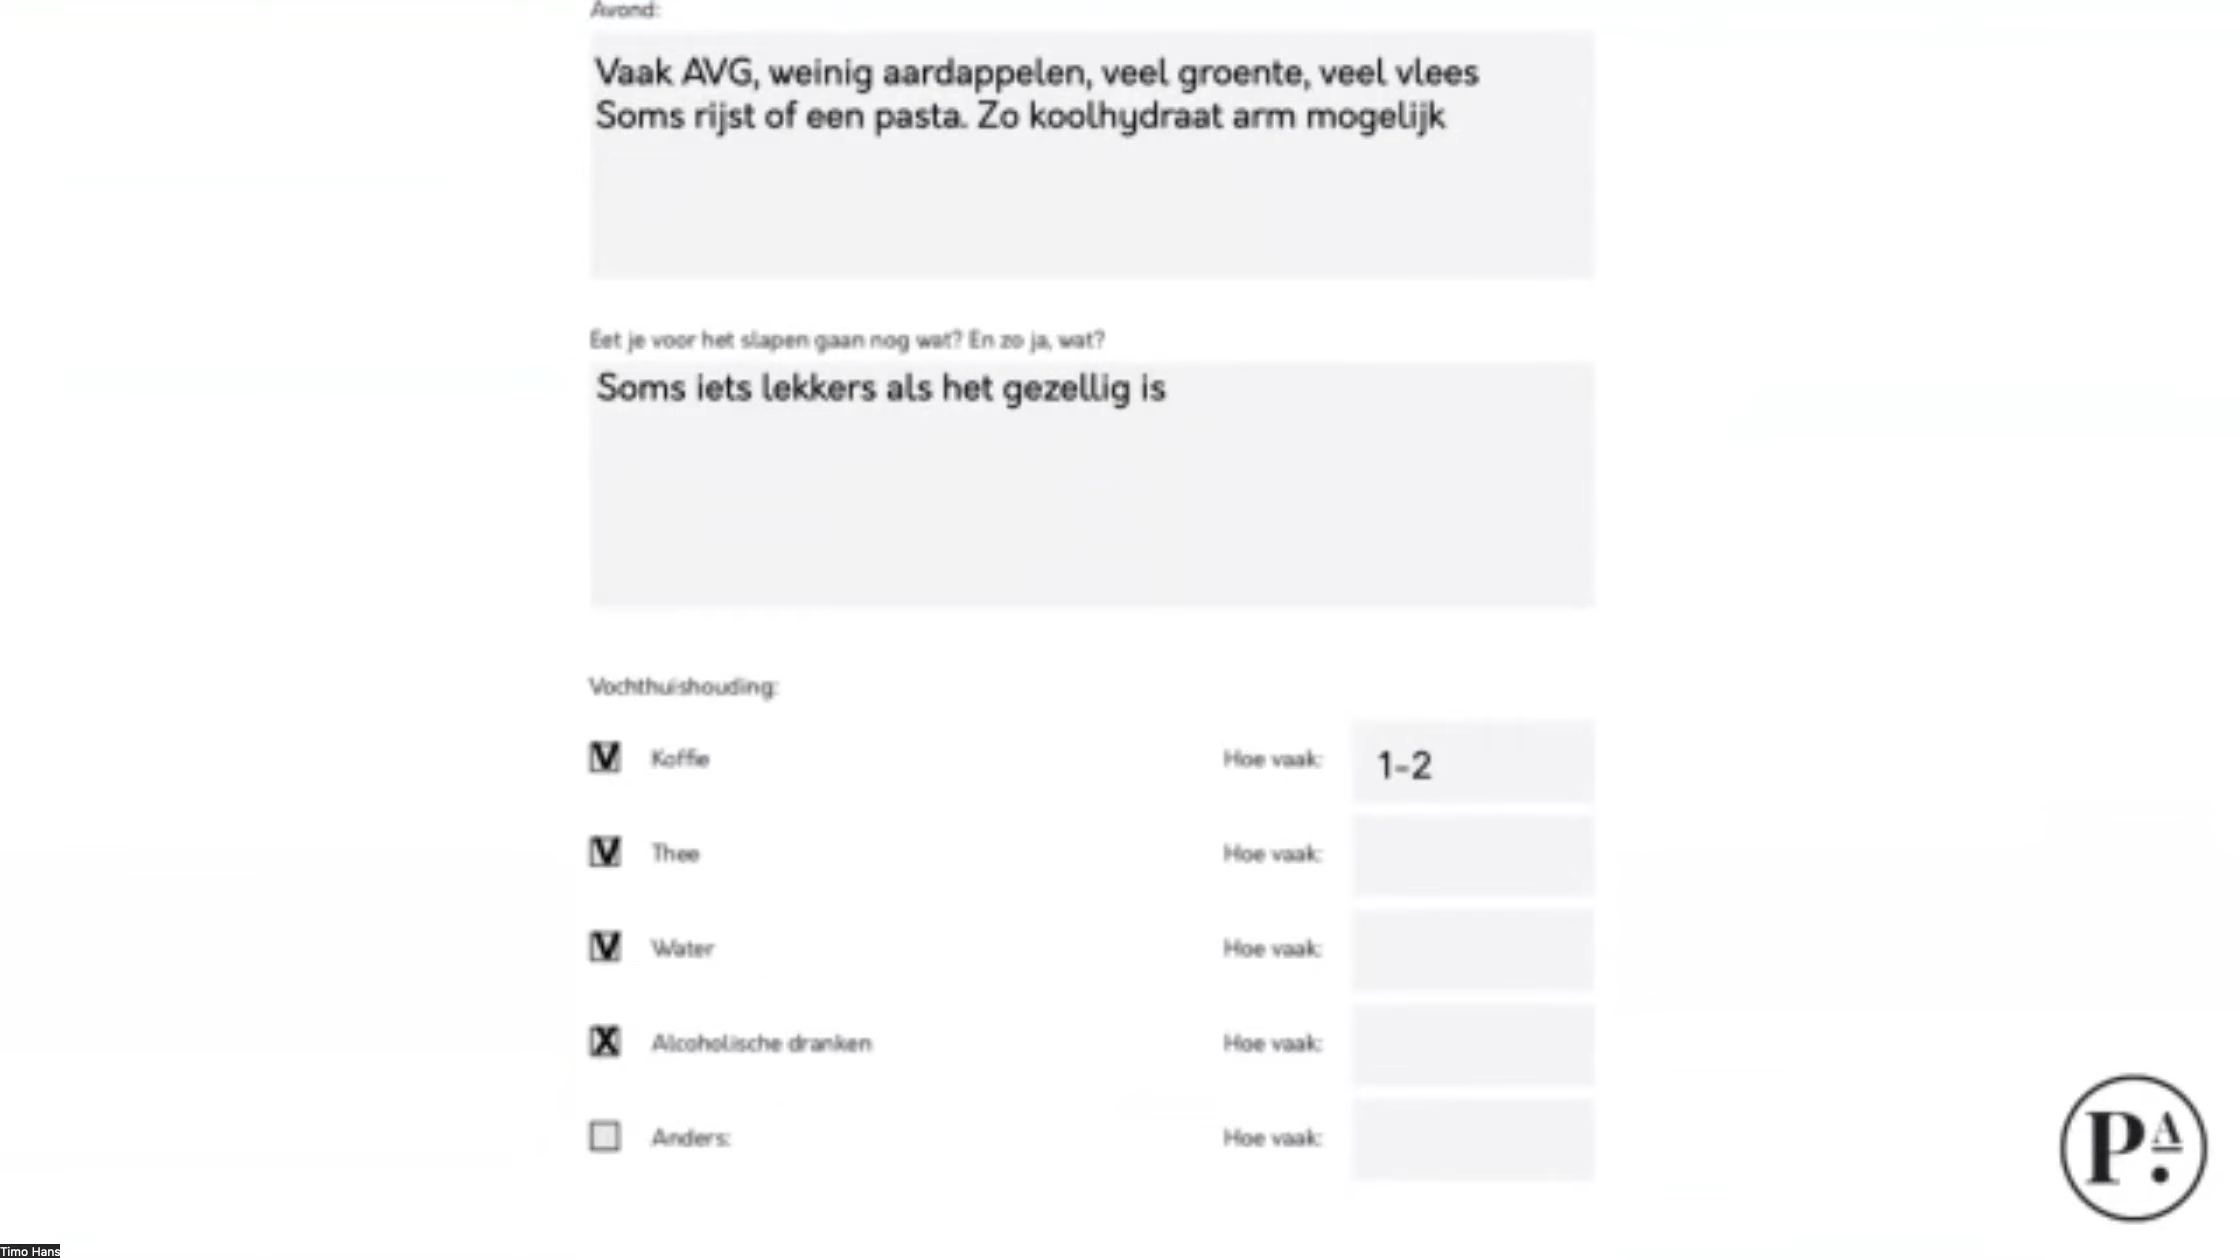 Avond:
Vaak AVG, weinig aardappelen, veel groente, veel vlees
Soms rijst of een pasta. Zo koolhydraat arm mogelijk
Eet je voor het slapen gaan nog wat? En zo ja, wat?
Soms iets lekkers als het gezellig is
Vochthuishouding:
V Koffie Hoe vaak: 1-2
V Thee Hoe vaak:
V Water Hoe vaak:
X Alcoholische dranken Hoe vaak:
Anders: Hoe vaak:
PA.
Timo Hans